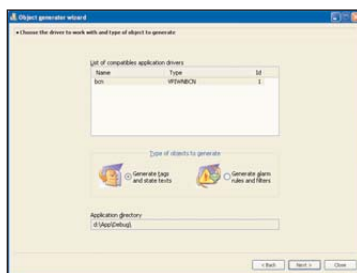 Object generator wizard
• Choose the driver to work with and type of object to generate
List of compatibles application drivers
Name Type Id
bcn VPIWNBCN 1
Type of objects to generate
Generate tags and state texts
Generate alarm rules and filters
Application directory
d:\App\Debug\
< Back Next > Close